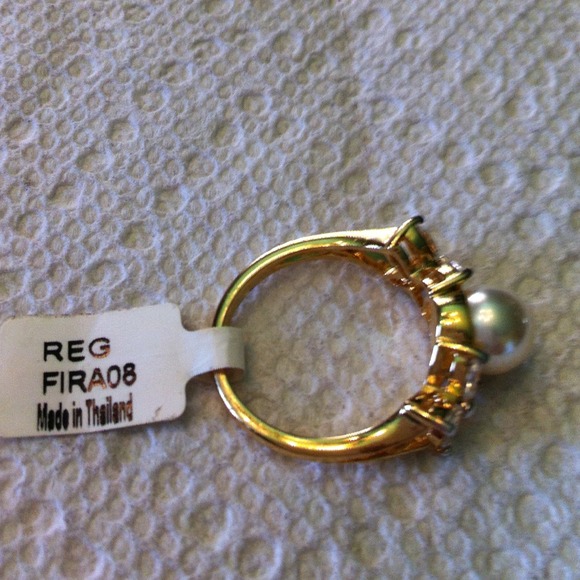 REG
FIRA08
Made in Thailand